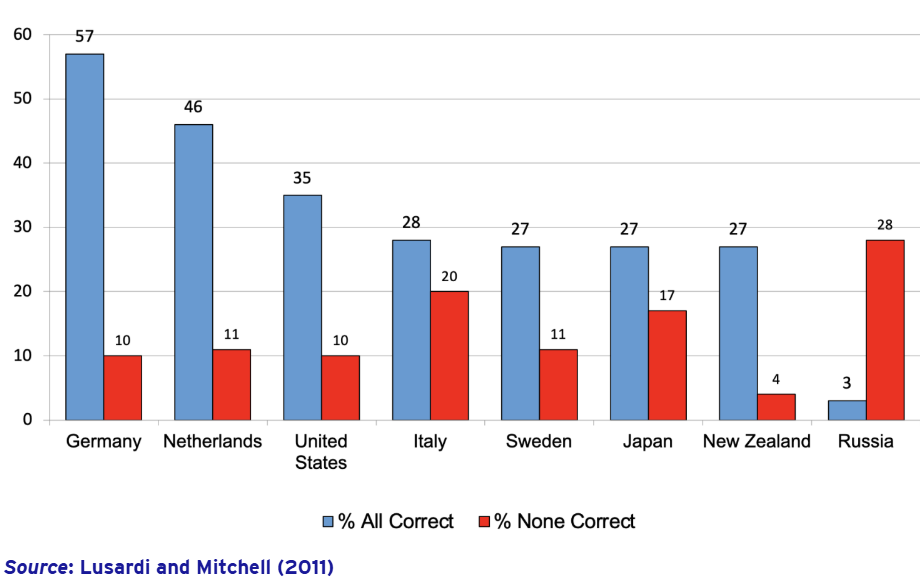 60
50
40
30
20
10
0
57
10
46
11
35
10
28
20
27
11
27
17
27
4
3
28
Germany
Netherlands
United
States
Italy
Sweden
Japan
New Zealand
Russia
% All Correct
% None Correct
Source: Lusardi and Mitchell (2011)